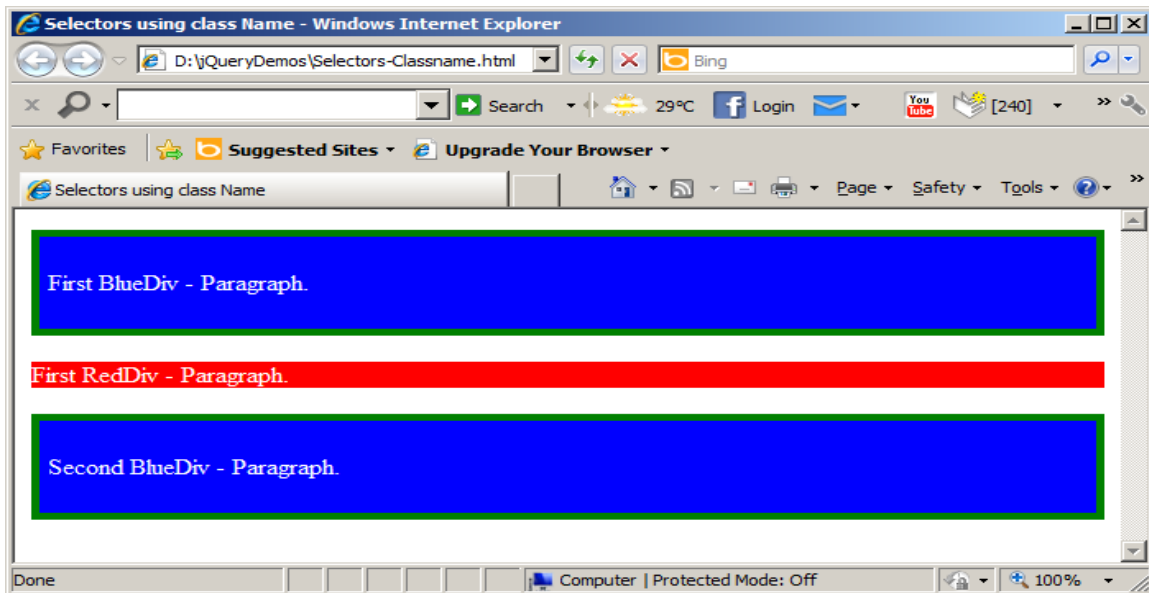 Selectors using class Name - Windows Internet Explorer
D:\jQueryDemos\Selectors-Classname.html Bing
Search 29°C f Login You Tube [240] »
Favorites Suggested Sites Upgrade Your Browser
Selectors using class Name Page Safety Tools »
First BlueDiv - Paragraph.
First RedDiv - Paragraph.
Second BlueDiv - Paragraph.
Done Computer | Protected Mode: Off 100%